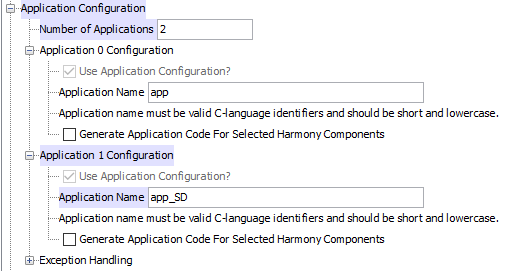 Application Configuration
Number of Applications 2
Application 0 Configuration
Use Application Configuration?
Application Name app
Application name must be valid C-language identifiers and should be short and lowercase.
Generate Application Code For Selected Harmony Components
Application 1 Configuration
Use Application Configuration?
Application Name app_SD
Application name must be valid C-language identifiers and should be short and lowercase.
Generate Application Code For Selected Harmony Components
Exception Handling